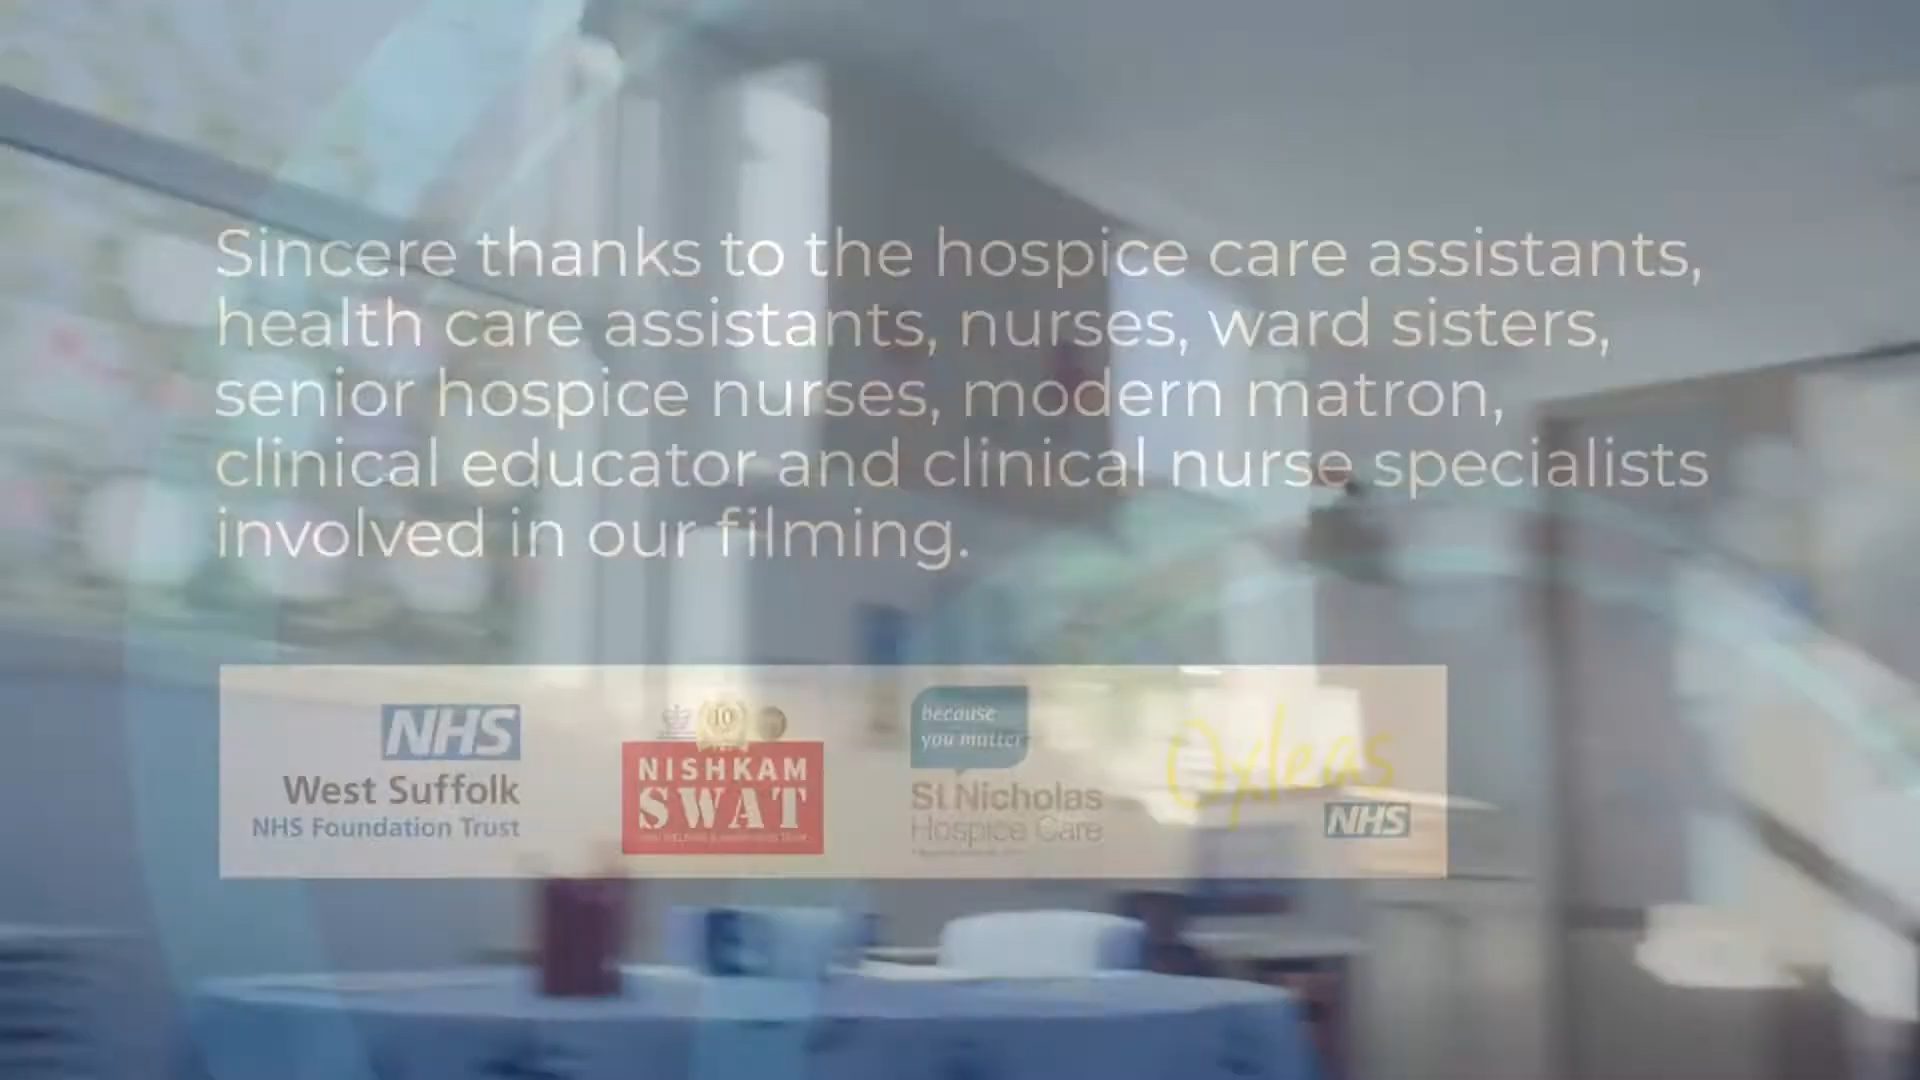 Sincere thanks to the hospice care assistants,
health care assistants, nurses, ward sisters,
senior hospice nurses, modern matron,
clinical educator and clinical nurse specialists
involved in our filming.
NHS
West Suffolk
NHS Foundation Trust
10
NISHKAM
SWAT
because
you matter
St Nicholas
Hospice Care
Oxleas
NHS